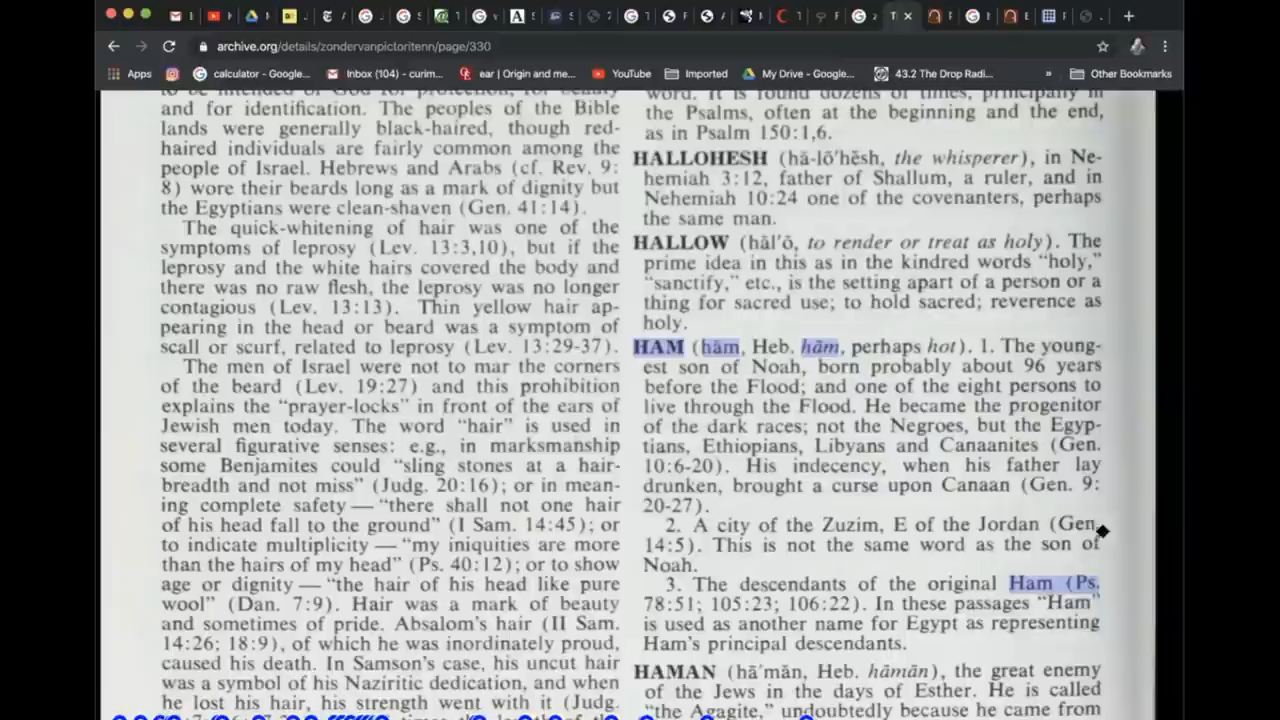 archive.org/details/zondervanpictoritenn/page/330
Apps
calculator - Google...
Inbox (104) - curim...
ear | Origin and me...
YouTube
Imported
My Drive - Google...
43.2 The Drop Radi...
»
Other Bookmarks
to be intended of God for protection, for beauty
and for identification. The peoples of the Bible
lands were generally black-haired, though red-
haired individuals are fairly common among the
people of Israel. Hebrews and Arabs (cf. Rev. 9:
8) wore their beards long as a mark of dignity but
the Egyptians were clean-shaven (Gen. 41:14).
The quick-whitening of hair was one of the
symptoms of leprosy (Lev. 13:3,10), but if the
leprosy and the white hairs covered the body and
there was no raw flesh, the leprosy was no longer
contagious (Lev. 13:13). Thin yellow hair ap-
pearing in the head or beard was a symptom of
scall or scurf, related to leprosy (Lev. 13:29-37).
The men of Israel were not to mar the corners
of the beard (Lev. 19:27) and this prohibition
explains the “prayer-locks” in front of the ears of
Jewish men today. The word “hair” is used in
several figurative senses: e.g., in marksmanship
some Benjamites could “sling stones at a hair-
breadth and not miss” (Judg. 20:16); or in mean-
ing complete safety — “there shall not one hair
of his head fall to the ground” (I Sam. 14:45); or
to indicate multiplicity — “my iniquities are more
than the hairs of my head” (Ps. 40:12); or to show
age or dignity — “the hair of his head like pure
wool” (Dan. 7:9). Hair was a mark of beauty
and sometimes of pride. Absalom’s hair (II Sam.
14:26; 18:9), of which he was inordinately proud,
caused his death. In Samson’s case, his uncut hair
was a symbol of his Naziritic dedication, and when
he lost his hair, his strength went with it (Judg.
word. It is found dozens of times, principally in
the Psalms, often at the beginning and the end,
as in Psalm 150:1,6.
HALLOHESH (hă-lō’hĕsh, the whisperer), in Ne-
hemiah 3:12, father of Shallum, a ruler, and in
Nehemiah 10:24 one of the covenanters, perhaps
the same man.
HALLOW (hăl’ō, to render or treat as holy). The
prime idea in this as in the kindred words “holy,”
“sanctify,” etc., is the setting apart of a person or a
thing for sacred use; to hold sacred; reverence as
holy.
HAM (hăm, Heb. hām, perhaps hot). 1. The young-
est son of Noah, born probably about 96 years
before the Flood; and one of the eight persons to
live through the Flood. He became the progenitor
of the dark races; not the Negroes, but the Egyp-
tians, Ethiopians, Libyans and Canaanites (Gen.
10:6-20). His indecency, when his father lay
drunken, brought a curse upon Canaan (Gen. 9:
20-27).
2. A city of the Zuzim, E of the Jordan (Gen.
14:5). This is not the same word as the son of
Noah.
3. The descendants of the original Ham (Ps.
78:51; 105:23; 106:22). In these passages “Ham”
is used as another name for Egypt as representing
Ham’s principal descendants.
HAMAN (hā’măn, Heb. hāmān), the great enemy
of the Jews in the days of Esther. He is called
“the Agagite,” undoubtedly because he came from